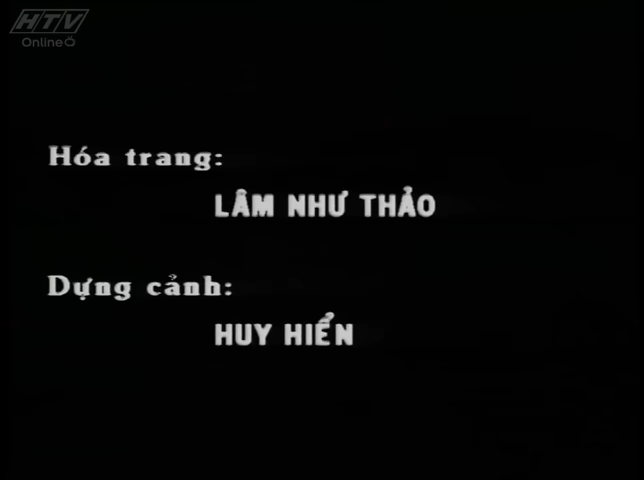 HTV
Online
Hóa trang:
LÂM NHƯ THẢO
Dựng cảnh:
HUY HIỂN